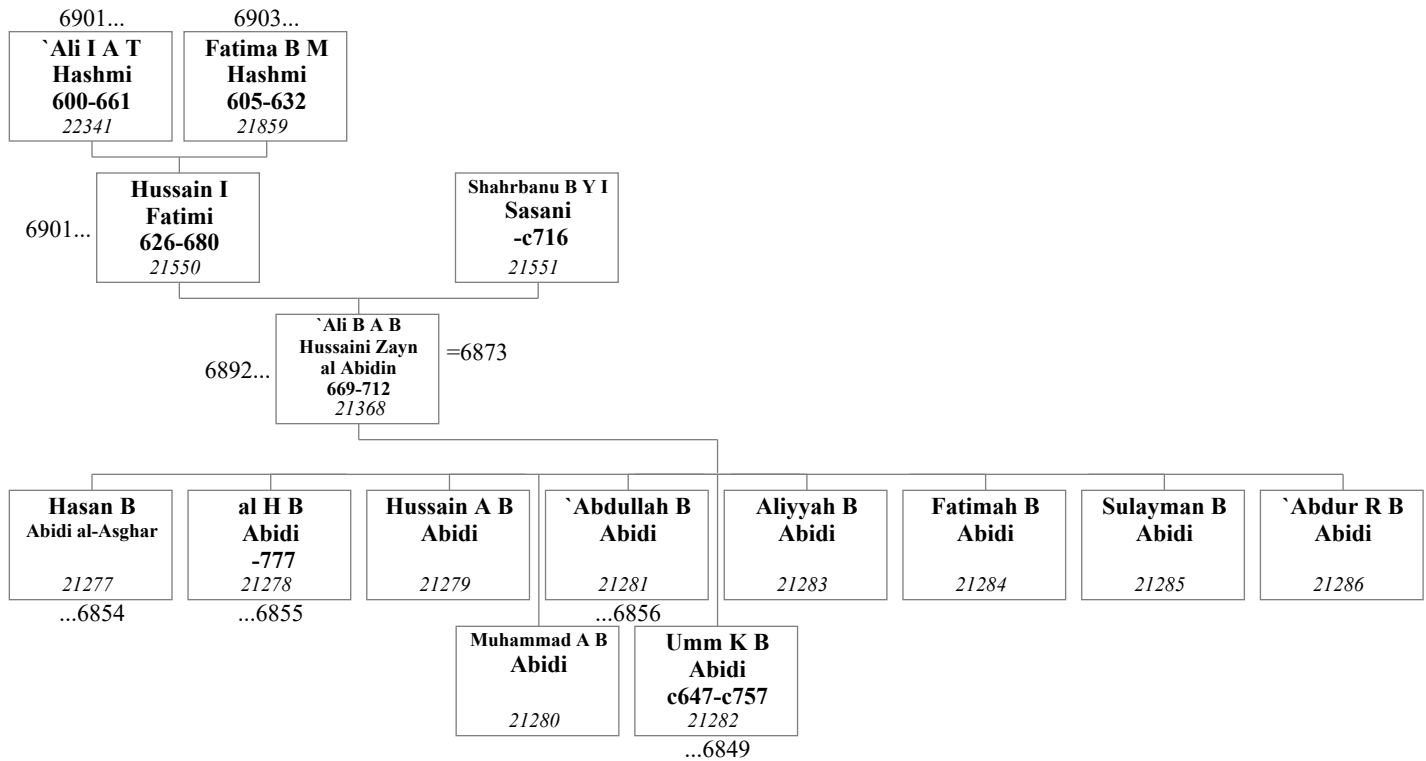 6901...
6903...
`Ali I A T
Hashmi
600-661
22341
Fatima B M
Hashmi
605-632
21859
6901...
Hussain I
Fatimi
626-680
21550
Shahrbanu B Y I
Sasani
-c716
21551
6892...
`Ali B A B
Hussaini Zayn
al Abidin
669-712
21368
=6873
Hasan B
Abidi al-Asghar
21277
...6854
al H B
Abidi
-777
21278
...6855
Hussain A B
Abidi
21279
`Abdullah B
Abidi
21281
...6856
Aliyyah B
Abidi
21283
Fatimah B
Abidi
21284
Sulayman B
Abidi
21285
`Abdur R B
Abidi
21286
Muhammad A B
Abidi
21280
Umm K B
Abidi
c647-c757
21282
...6849